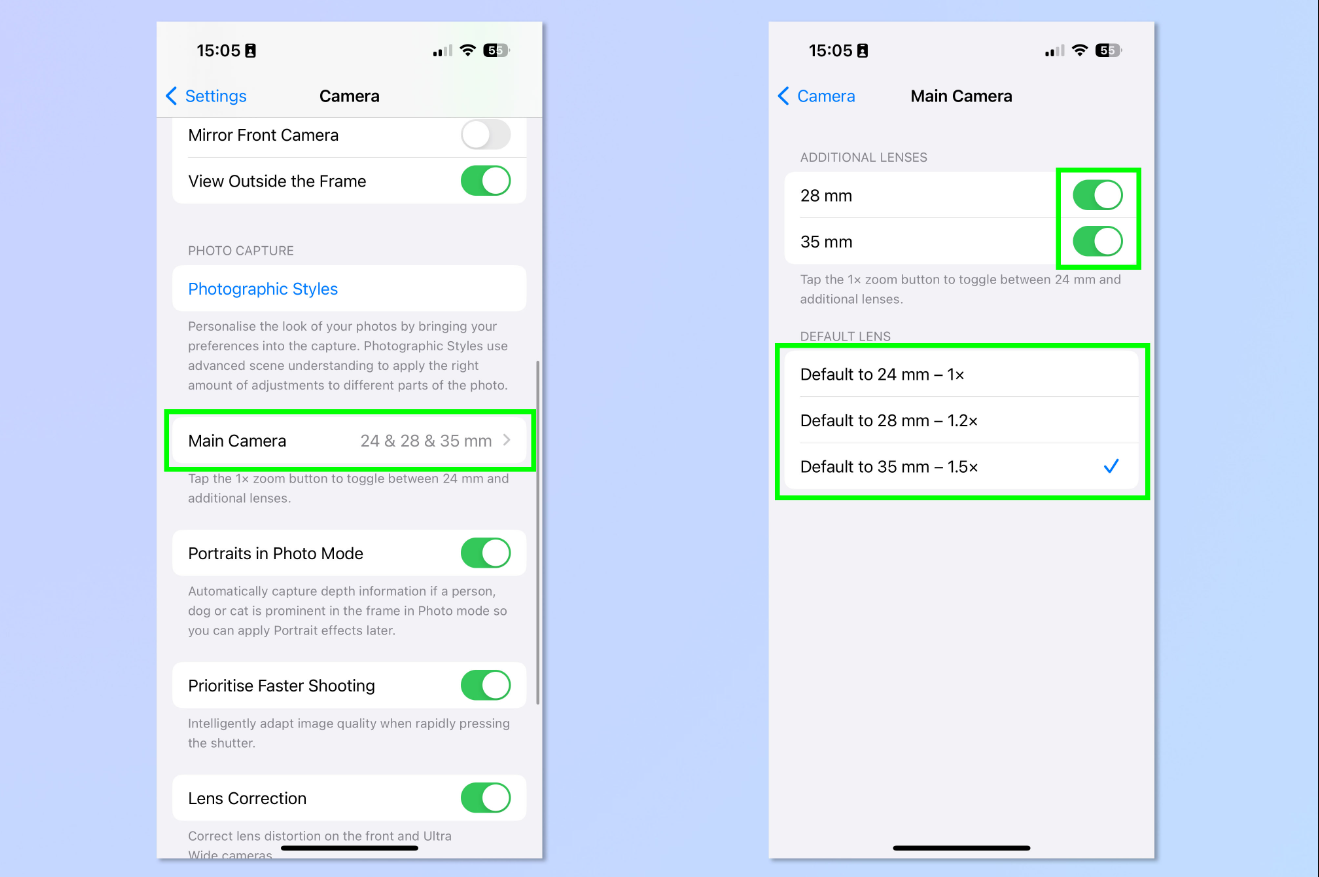 15:05
55
Settings
Camera
Mirror Front Camera
View Outside the Frame
PHOTO CAPTURE
Photographic Styles
Personalise the look of your photos by bringing your
preferences into the capture. Photographic Styles use
advanced scene understanding to apply the right
amount of adjustments to different parts of the photo.
Main Camera 24 & 28 & 35 mm
Tap the 1× zoom button to toggle between 24 mm and
additional lenses.
Portraits in Photo Mode
Automatically capture depth information if a person,
dog or cat is prominent in the frame in Photo mode so
you can apply Portrait effects later.
Prioritise Faster Shooting
Intelligently adapt image quality when rapidly pressing
the shutter.
Lens Correction
Correct lens distortion on the front and Ultra
Wide cameras.
15:05
55
Camera
Main Camera
ADDITIONAL LENSES
28 mm
35 mm
Tap the 1× zoom button to toggle between 24 mm and
additional lenses.
DEFAULT LENS
Default to 24 mm – 1×
Default to 28 mm – 1.2×
Default to 35 mm – 1.5×